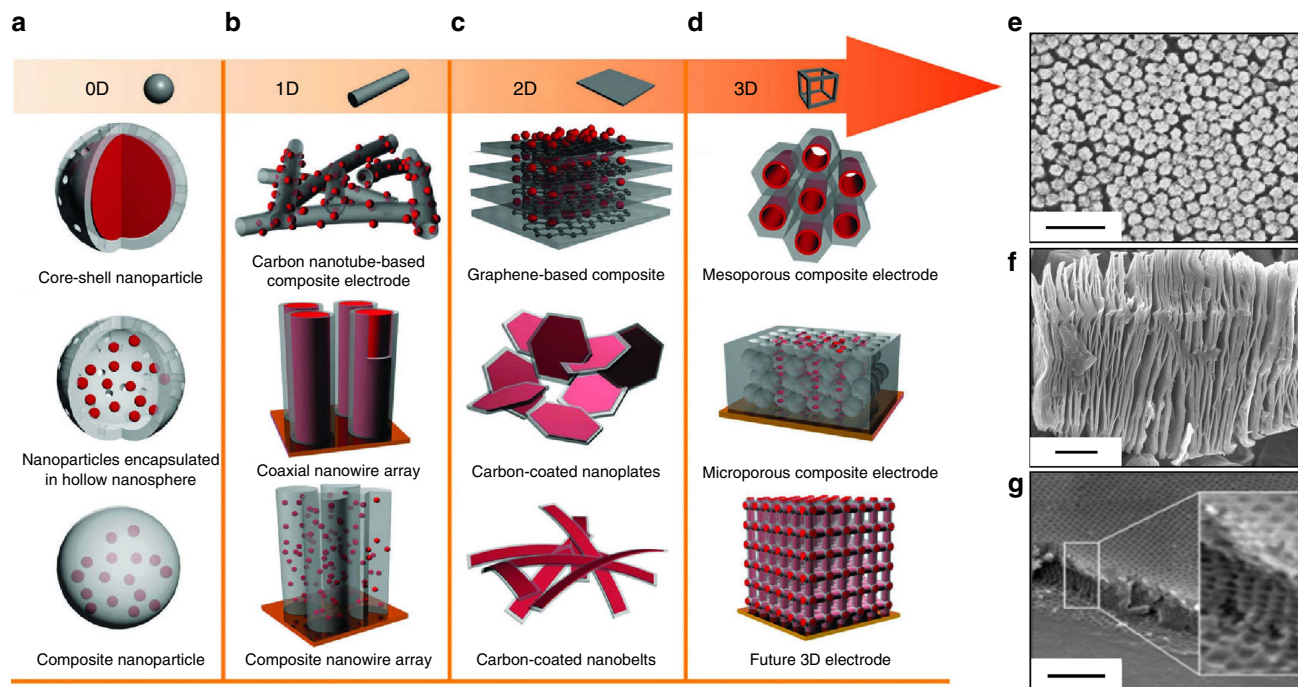 a
b
c
d
e
0D
1D
2D
3D
Core-shell nanoparticle
Carbon nanotube-based
composite electrode
Graphene-based composite
Mesoporous composite electrode
f
Nanoparticles encapsulated
in hollow nanosphere
Coaxial nanowire array
Carbon-coated nanoplates
Microporous composite electrode
g
Composite nanoparticle
Composite nanowire array
Carbon-coated nanobelts
Future 3D electrode